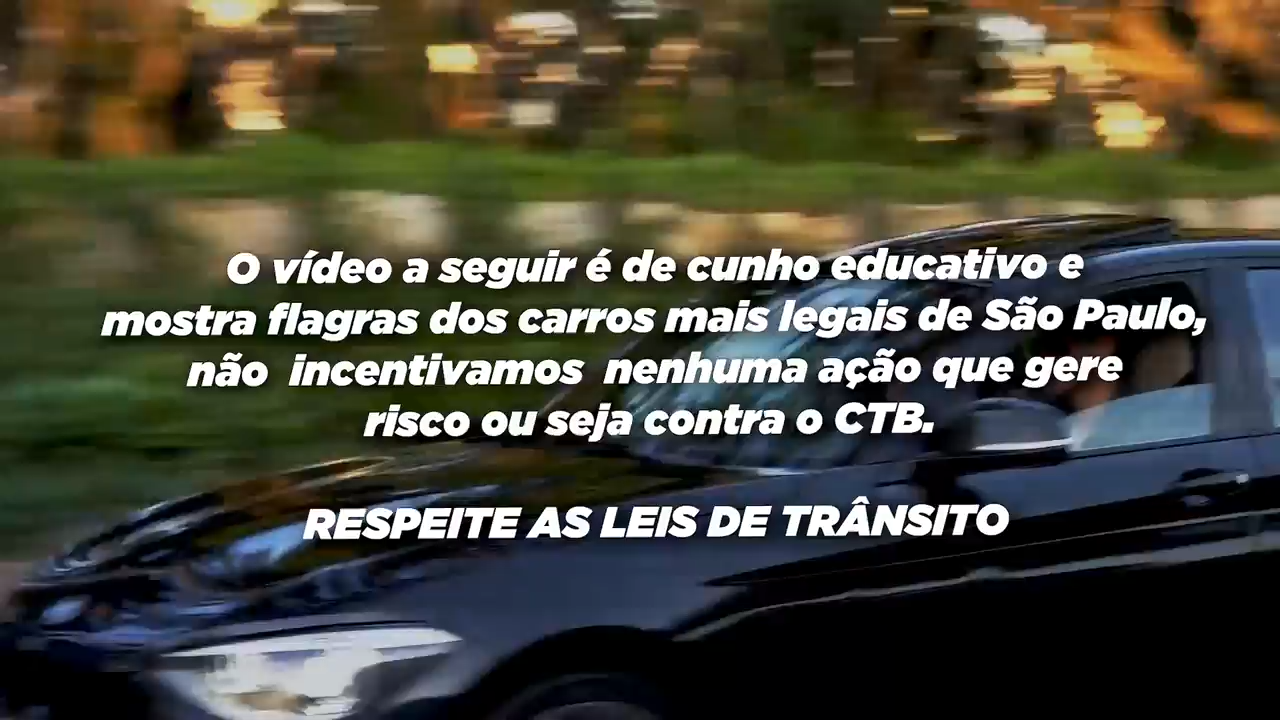 O vídeo a seguir é de cunho educativo e
mostra flagras dos carros mais legais de São Paulo,
não incentivamos nenhuma ação que gere
risco ou seja contra o CTB.
RESPEITE AS LEIS DE TRÂNSITO